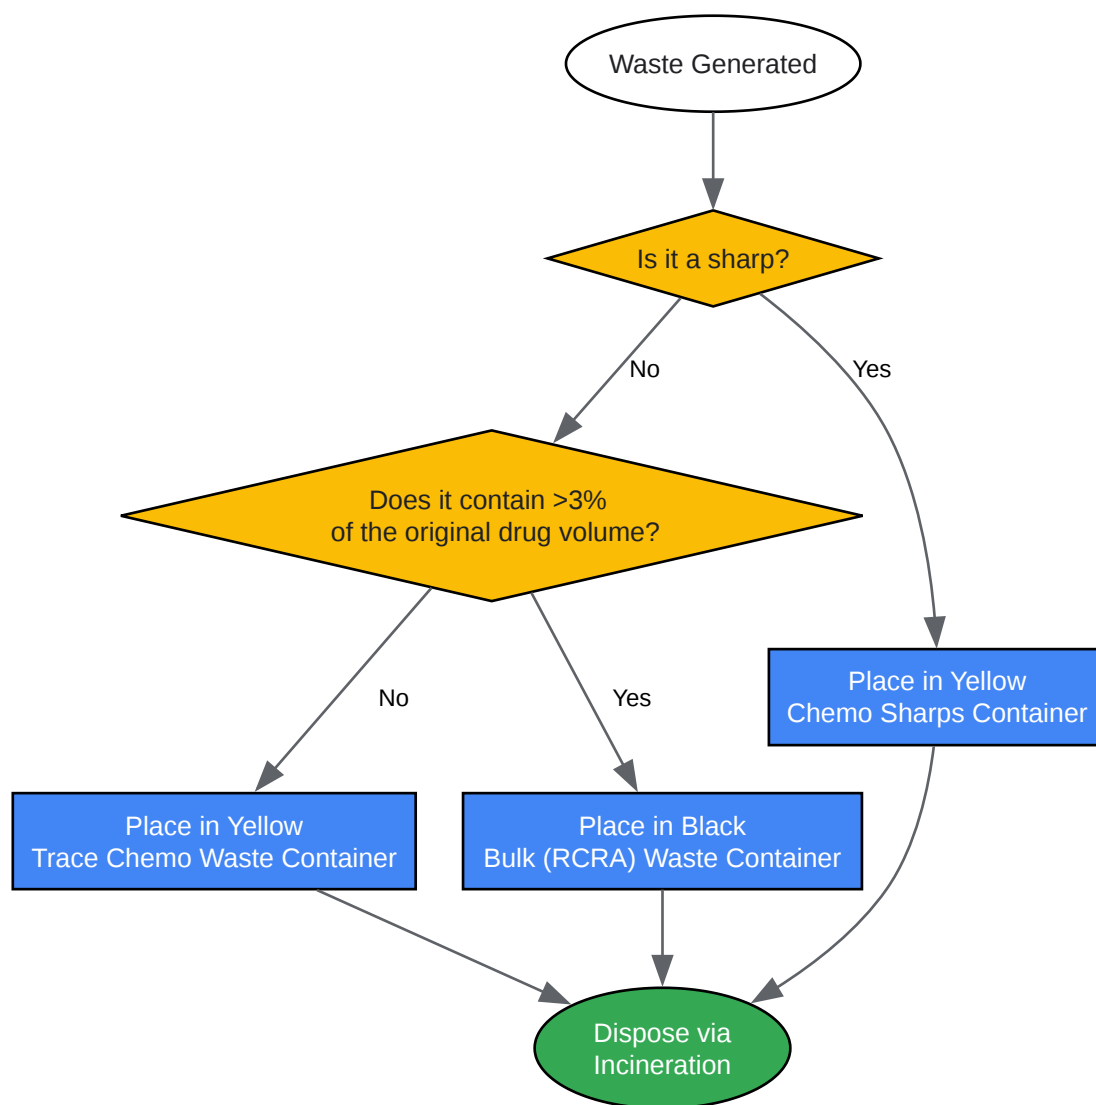 Waste Generated
Is it a sharp?
No
Yes
Does it contain >3%
of the original drug volume?
No
Yes
Place in Yellow
Chemo Sharps Container
Place in Yellow
Trace Chemo Waste Container
Place in Black
Bulk (RCRA) Waste Container
Dispose via
Incineration